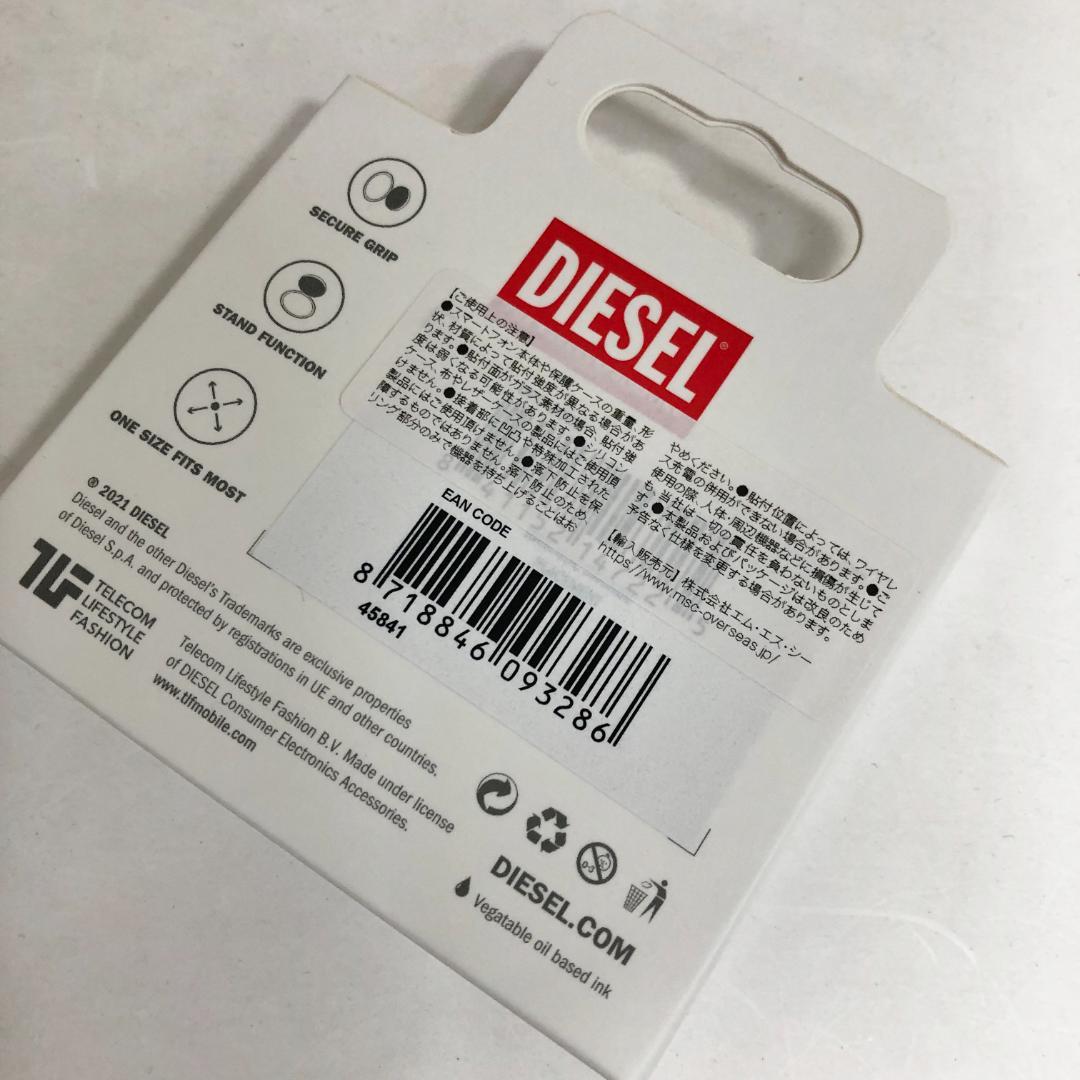 DIESEL®
SECURE GRIP
STAND FUNCTION
ONE SIZE FITS MOST
【ご使用上の注意】
●スマートフォン本体や保護ケースの重量、形
状、材質によって貼付強度が異なる場合があ
ります。●貼付面がガラス素材の場合、貼付強
度は弱くなる可能性があります。●シリコン
ケース、布やレザーケースの製品にはご使用頂
けません。●接着部に凹凸や特殊加工された
製品にはご使用頂けません。●落下防止を保
障するものではありません。落下防止のため、
リング部分のみで機器を持ち上げることはお
やめください。●貼付位置によっては、ワイヤレ
ス充電の併用ができない場合があります。●ご
使用の際、人体・周辺機器などに損傷が生じて
も、当社は一切の責任を負わないものとしま
す。●本製品およびパッケージは改良のため
予告なく仕様を変更する場合があります。
【輸入販売元】株式会社エム・エス・シー
https://www.msc-overseas.jp/
EAN CODE
8 718846 093286
45841
® 2021 DIESEL
Diesel and the other Diesel's Trademarks are exclusive properties
of Diesel S.p.A. and protected by registrations in UE and other countries.
TLF TELECOM
LIFESTYLE
FASHION
Telecom Lifestyle Fashion B.V. Made under license
of DIESEL Consumer Electronics Accessories.
www.tlfmobile.com
0-3
DIESEL.COM
Vegatable oil based ink